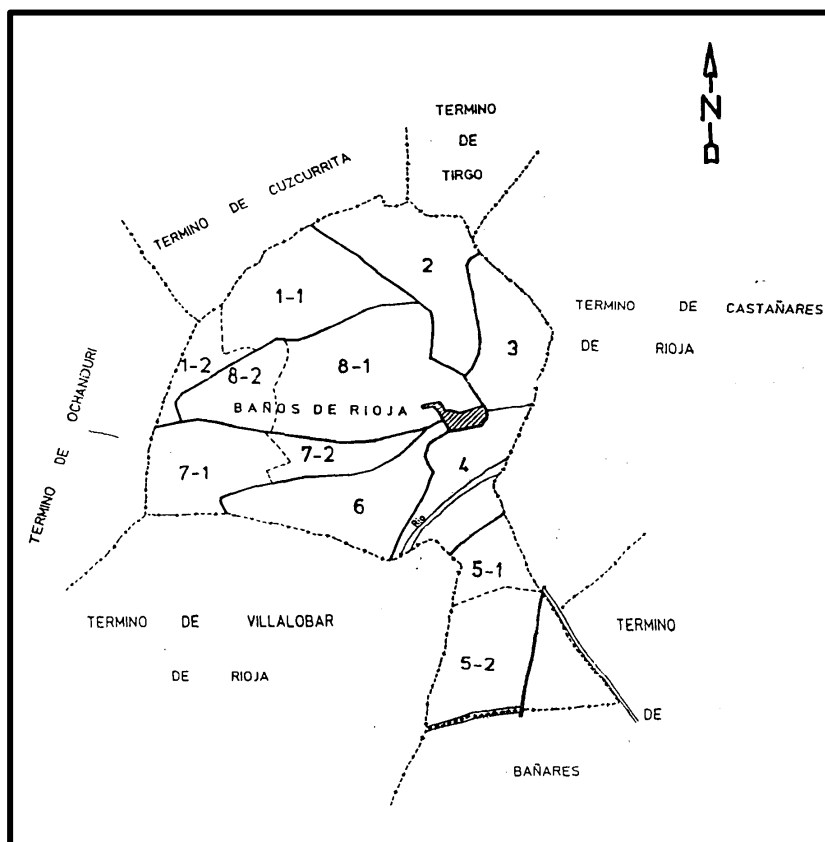 N
TERMINO
DE
TIRGO
TERMINO DE CUZCURRITA
2
1-1
3
TERMINO DE CASTAÑARES
DE RIOJA
1-2
8-2
8-1
BAÑOS DE RIOJA
TERMINO DE OCHANDURI
7-2
7-1
4
6
Rio
5-1
TERMINO DE VILLALOBAR
DE RIOJA
TERMINO
DE
5-2
BAÑARES